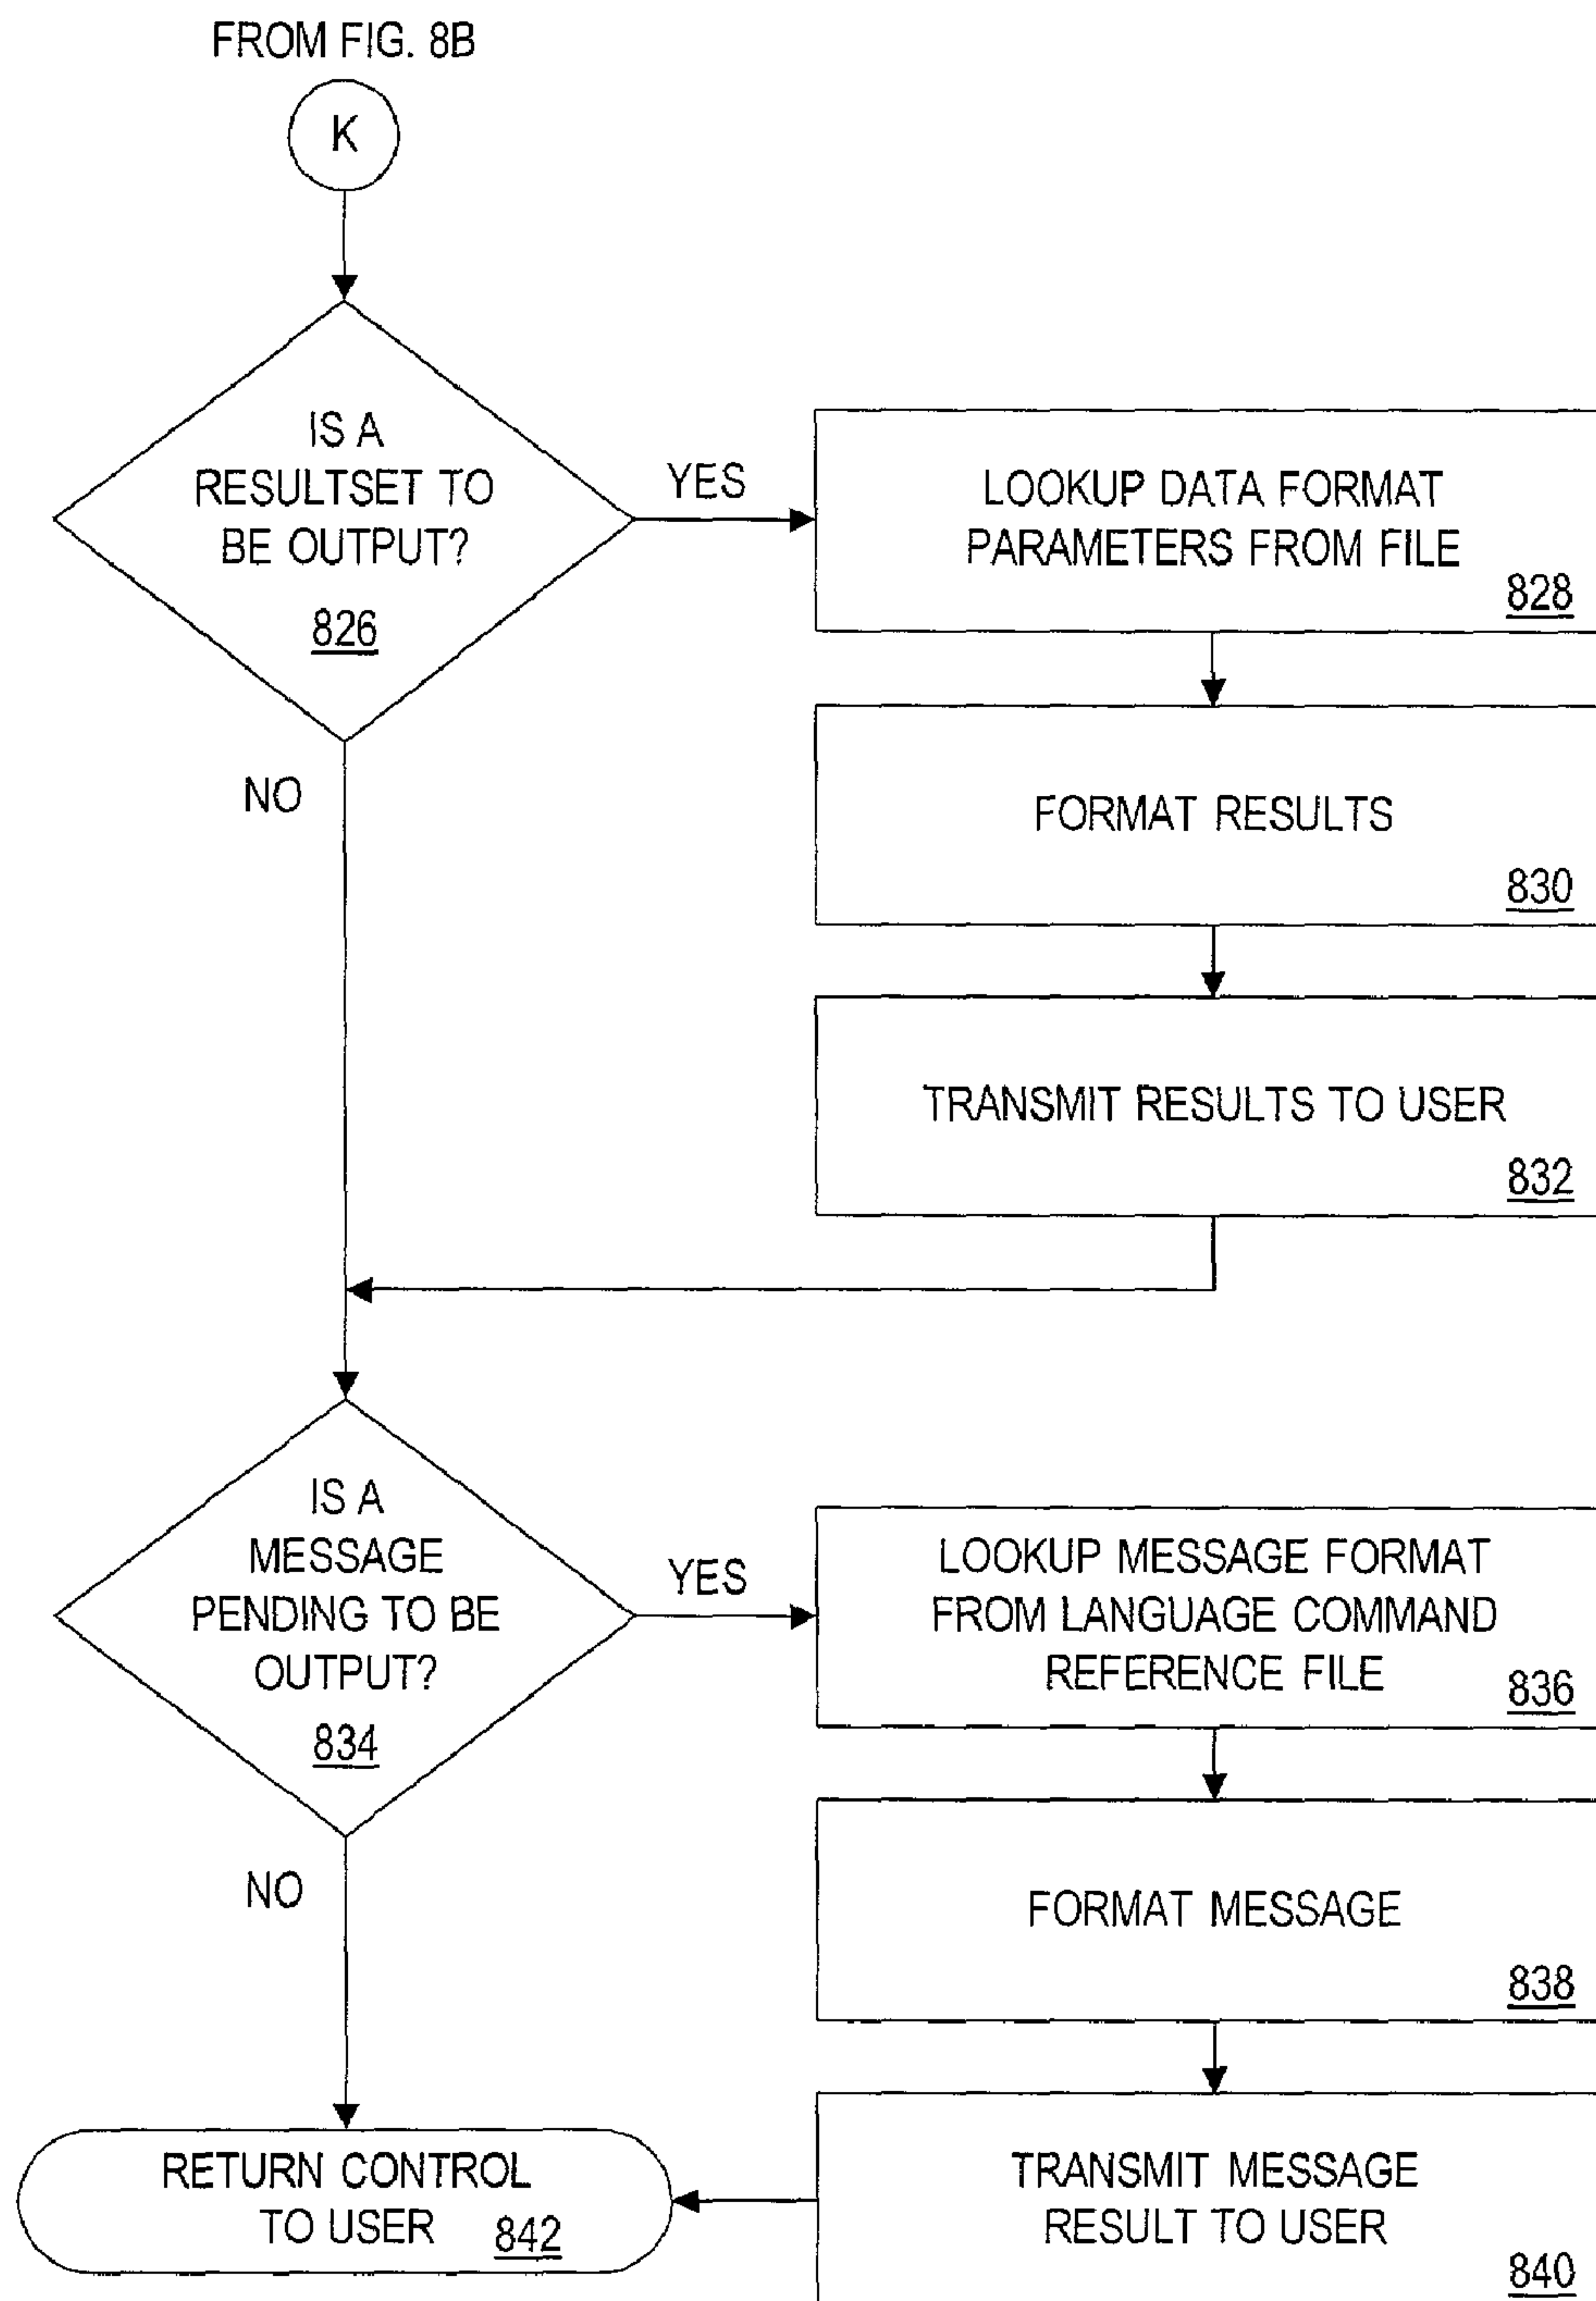 FROM FIG. 8B
K
IS A
RESULTSET TO
BE OUTPUT?
826
YES
NO
LOOKUP DATA FORMAT
PARAMETERS FROM FILE
828
FORMAT RESULTS
830
TRANSMIT RESULTS TO USER
832
IS A
MESSAGE
PENDING TO BE
OUTPUT?
834
YES
NO
LOOKUP MESSAGE FORMAT
FROM LANGUAGE COMMAND
REFERENCE FILE
836
FORMAT MESSAGE
838
TRANSMIT MESSAGE
RESULT TO USER
840
RETURN CONTROL
TO USER
842